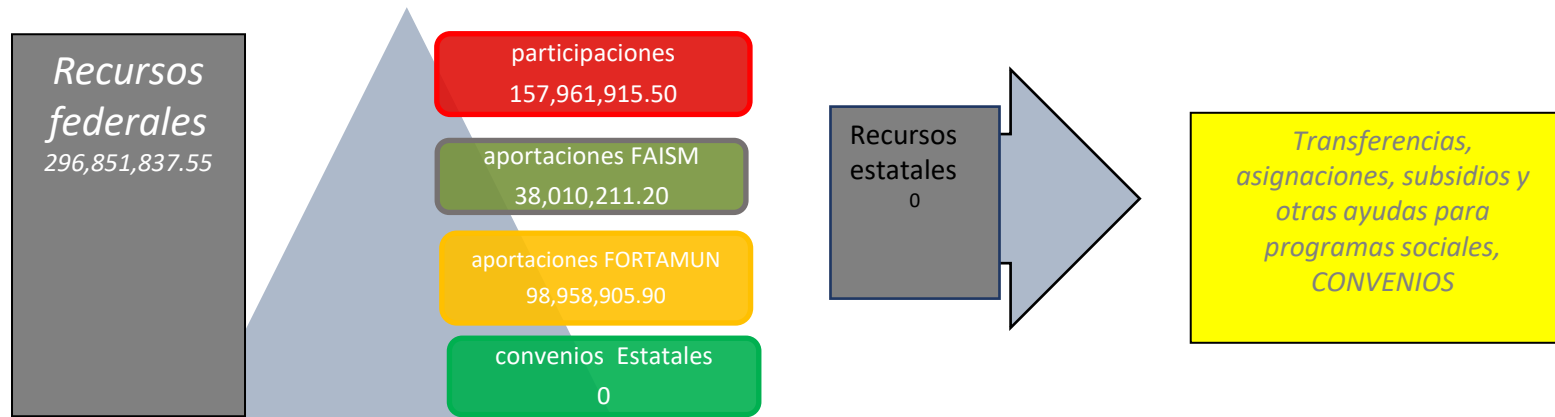 Recursos
federales
296,851,837.55
participaciones
157,961,915.50
aportaciones FAISM
38,010,211.20
aportaciones FORTAMUN
98,958,905.90
convenios Estatales
0
Recursos
estatales
0
Transferencias,
asignaciones, subsidios y
otras ayudas para
programas sociales,
CONVENIOS